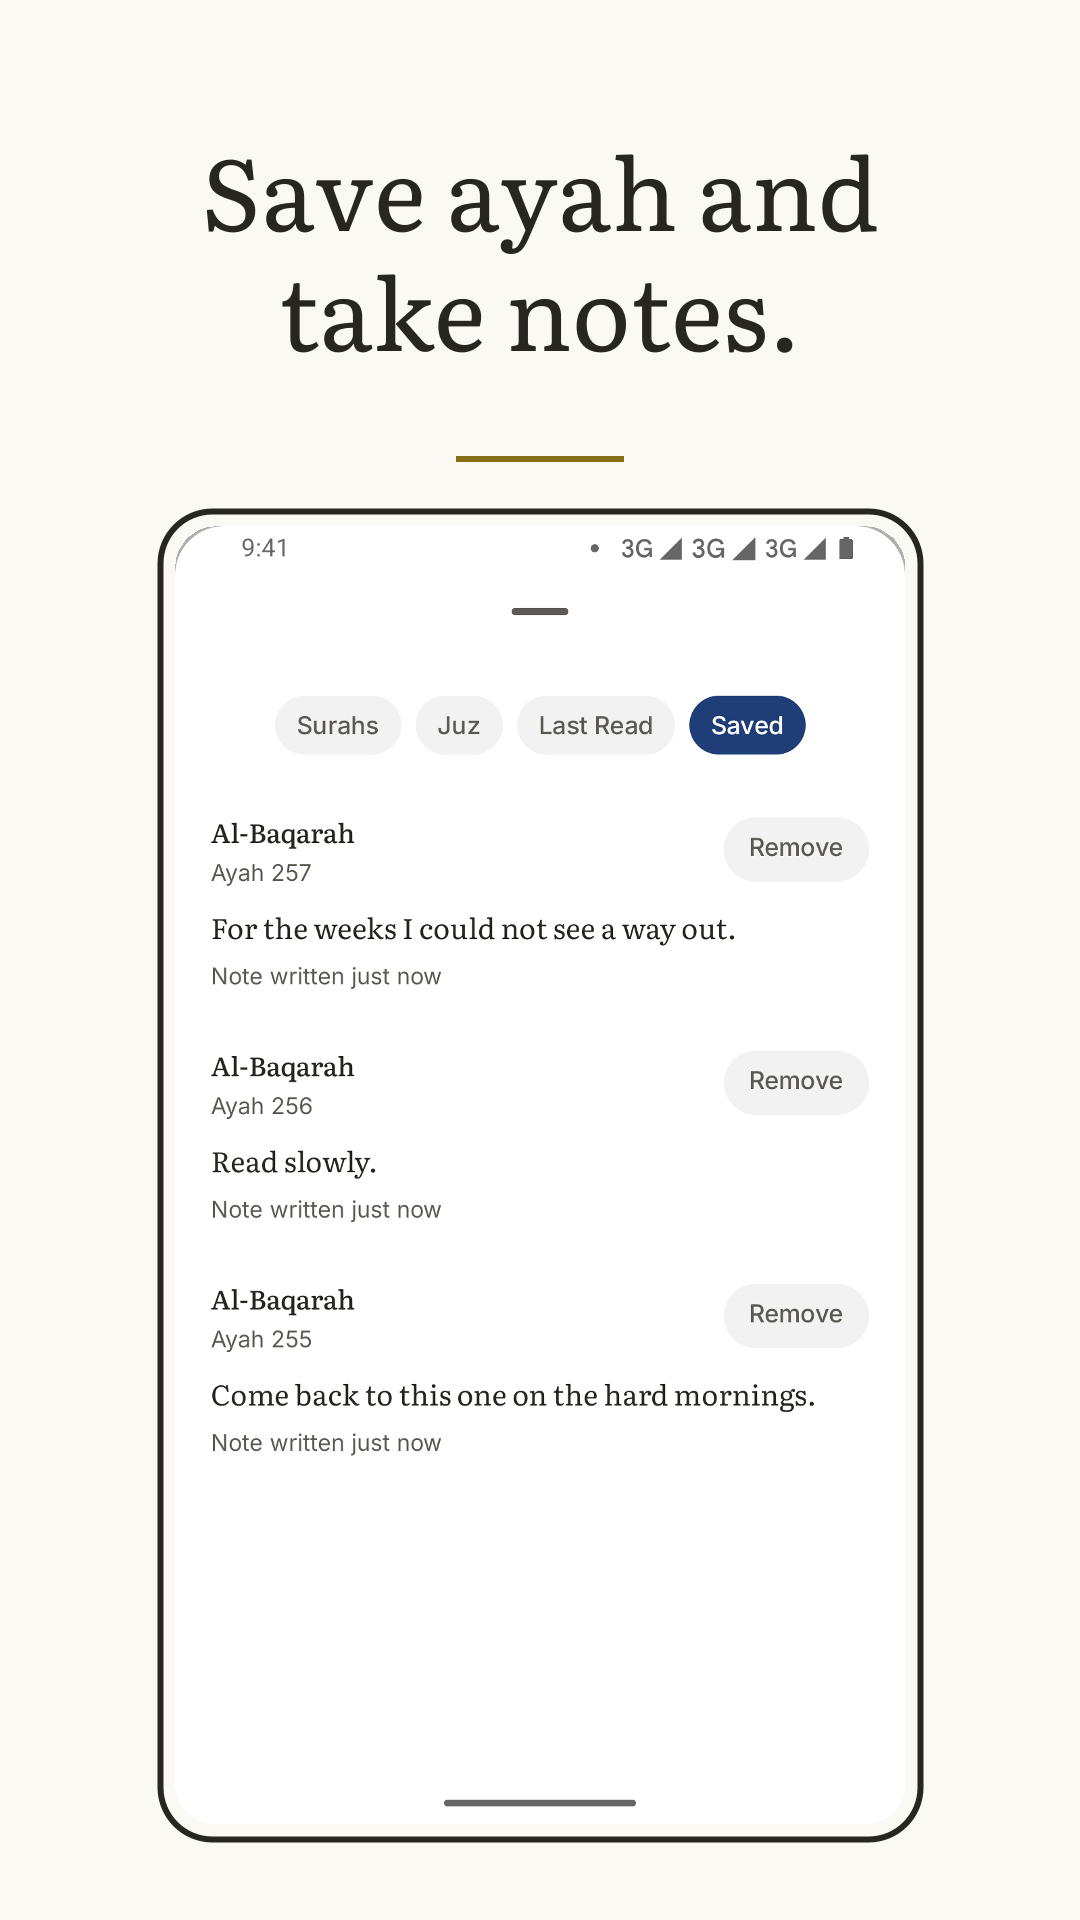 Save ayah and
take notes.
9:41 3G 3G 3G
Surahs Juz Last Read Saved
Al-Baqarah Remove
Ayah 257
For the weeks I could not see a way out.
Note written just now
Al-Baqarah Remove
Ayah 256
Read slowly.
Note written just now
Al-Baqarah Remove
Ayah 255
Come back to this one on the hard mornings.
Note written just now